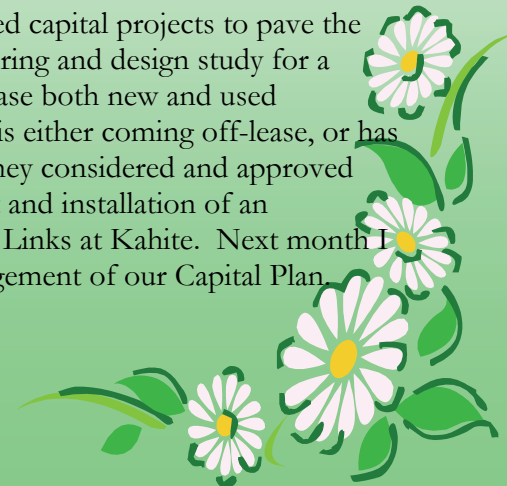 ed capital projects to pave the
ring and design study for a
ase both new and used
is either coming off-lease, or has
hey considered and approved
and installation of an
Links at Kahite. Next month I
gement of our Capital Plan.